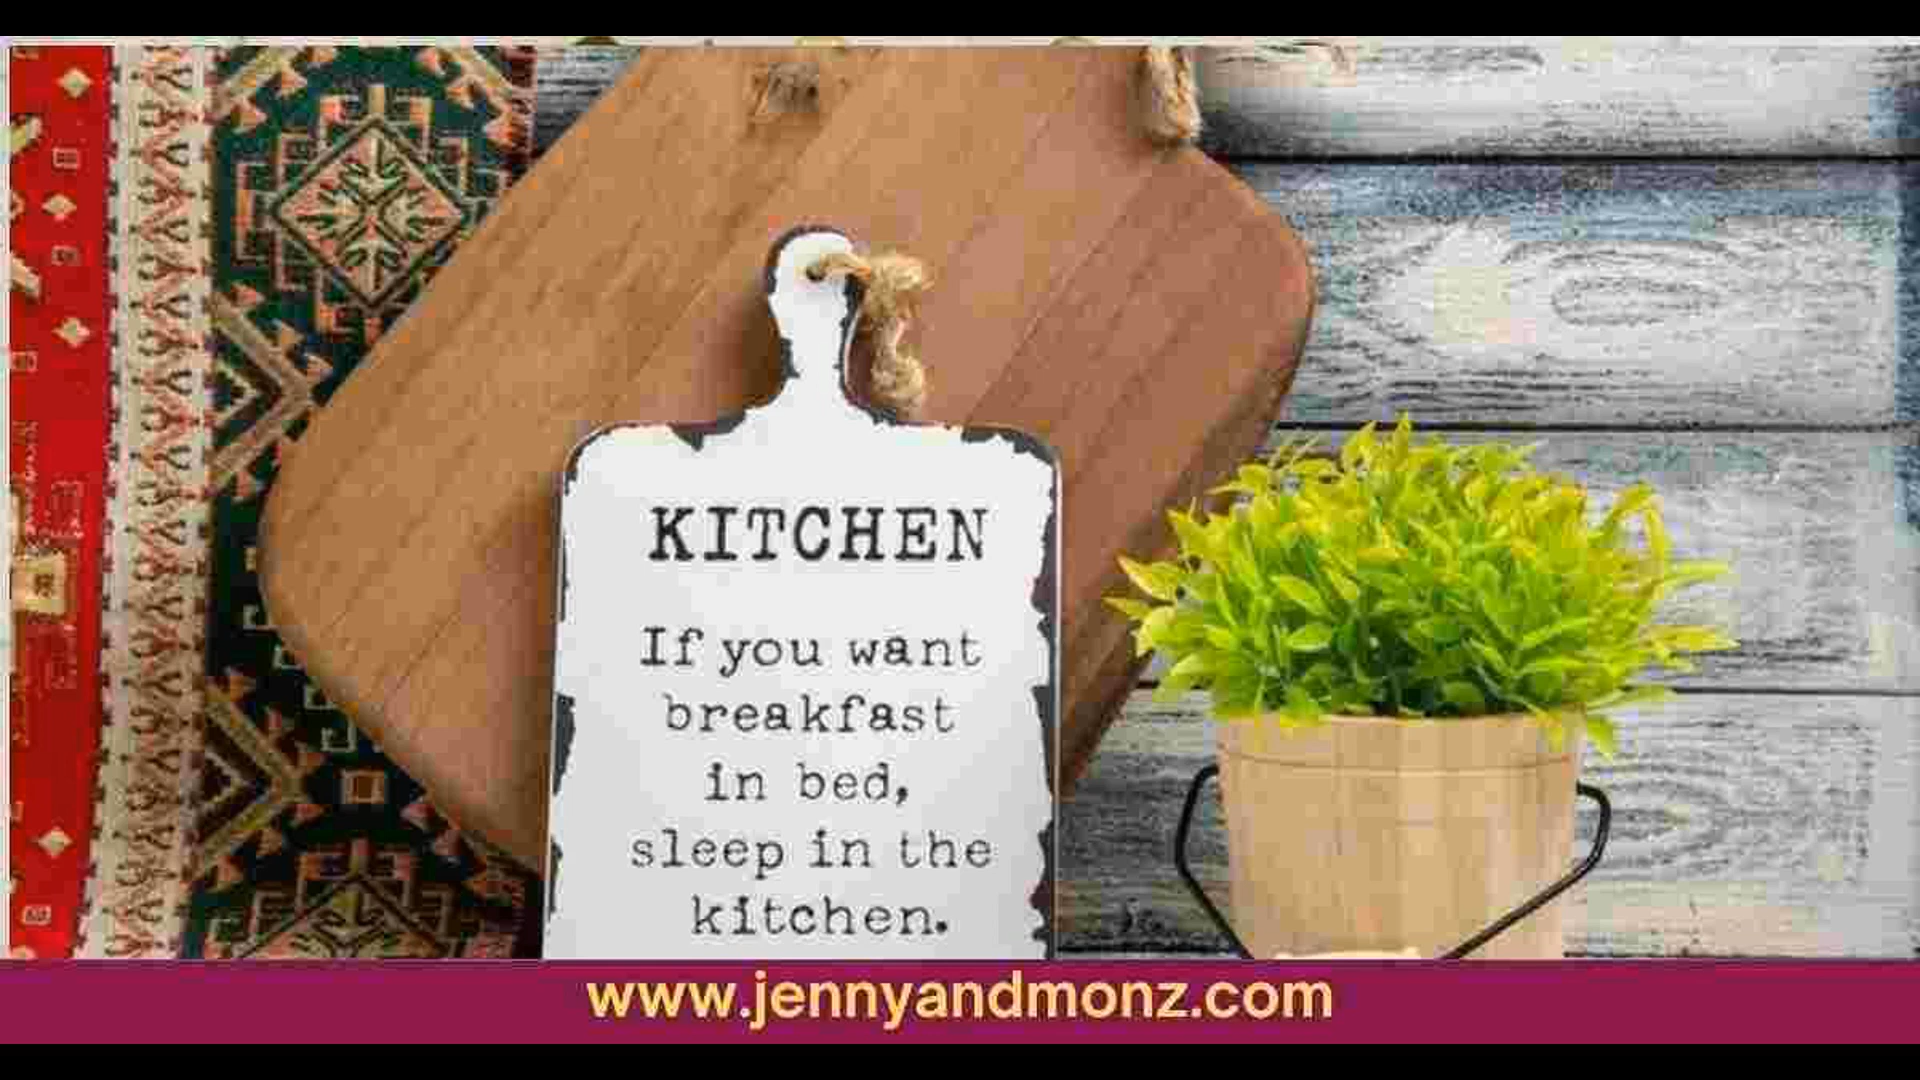 KITCHEN
If you want
breakfast
in bed,
sleep in the
kitchen.
www.jennyandmonz.com